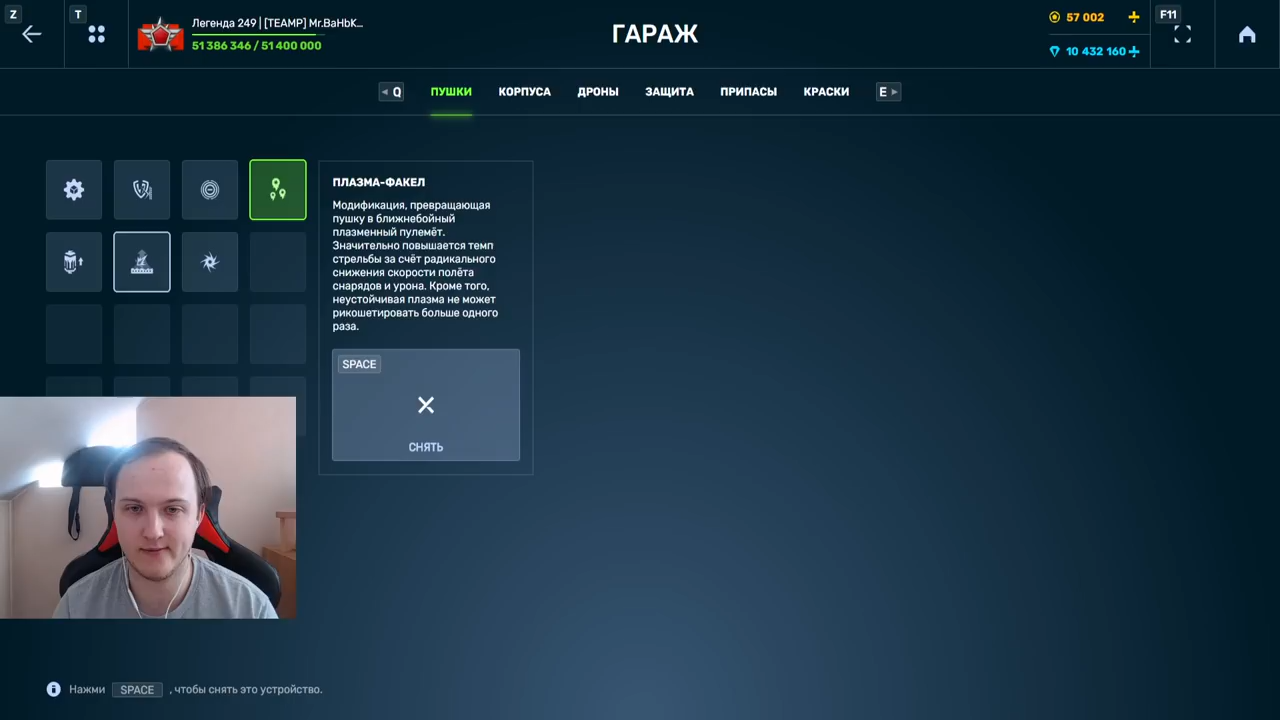 Z
T
Легенда 249 | [TEAMP] Mr.BaHbK...
51 386 346 / 51 400 000
ГАРАЖ
57 002
10 432 160
F11
Q
ПУШКИ
КОРПУСА
ДРОНЫ
ЗАЩИТА
ПРИПАСЫ
КРАСКИ
E
ПЛАЗМА-ФАКЕЛ
Модификация, превращающая
пушку в ближнебойный
плазменный пулемёт.
Значительно повышается темп
стрельбы за счёт радикального
снижения скорости полёта
снарядов и урона. Кроме того,
неустойчивая плазма не может
рикошетировать больше одного
раза.
SPACE
СНЯТЬ
Нажми SPACE , чтобы снять это устройство.